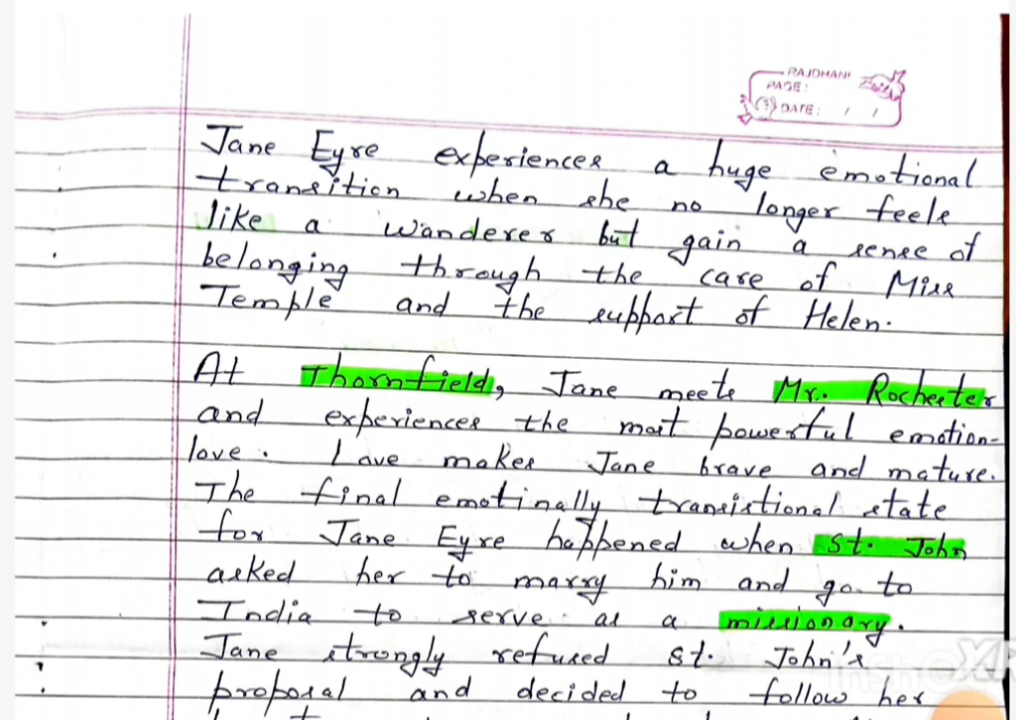 RAJDHANI
PAGE:
DATE: / /
Jane Eyre experiences a huge emotional
transition when she no longer feels
like a wanderer but gain a sense of
belonging through the care of Miss
Temple and the support of Helen.
At Thornfield, Jane meets Mr. Rochester
and experiences the most powerful emotion-
love. Love makes Jane brave and mature.
The final emotinally transistional state
for Jane Eyre happened when St. John
asked her to marry him and go to
India to serve as a missionary.
Jane strongly refused St. John's
proposal and decided to follow her